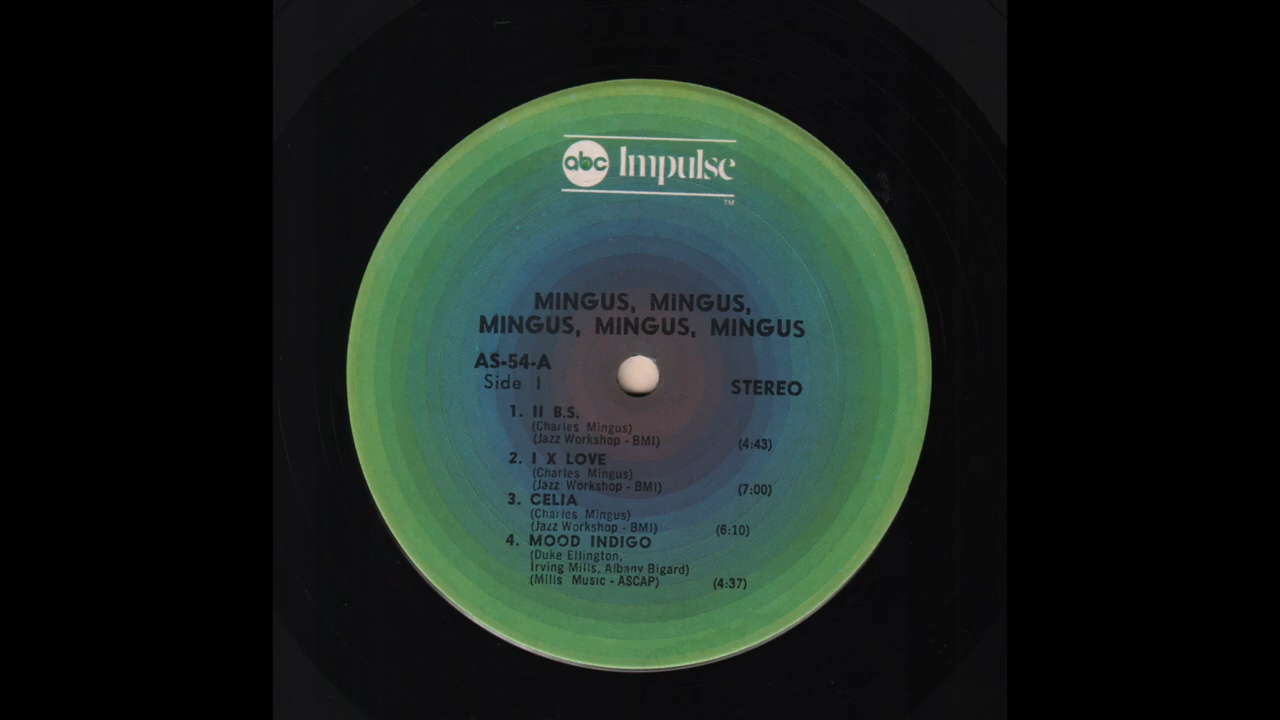 abc Impulse
TM
MINGUS, MINGUS,
MINGUS, MINGUS, MINGUS
AS-54-A
Side 1
STEREO
1. II B.S.
(Charles Mingus)
(Jazz Workshop - BMI) (4:43)
2. I X LOVE
(Charles Mingus)
(Jazz Workshop - BMI) (7:00)
3. CELIA
(Charles Mingus)
(Jazz Workshop - BMI) (6:10)
4. MOOD INDIGO
(Duke Ellington,
Irving Mills, Albany Bigard)
(Mills Music - ASCAP) (4:37)